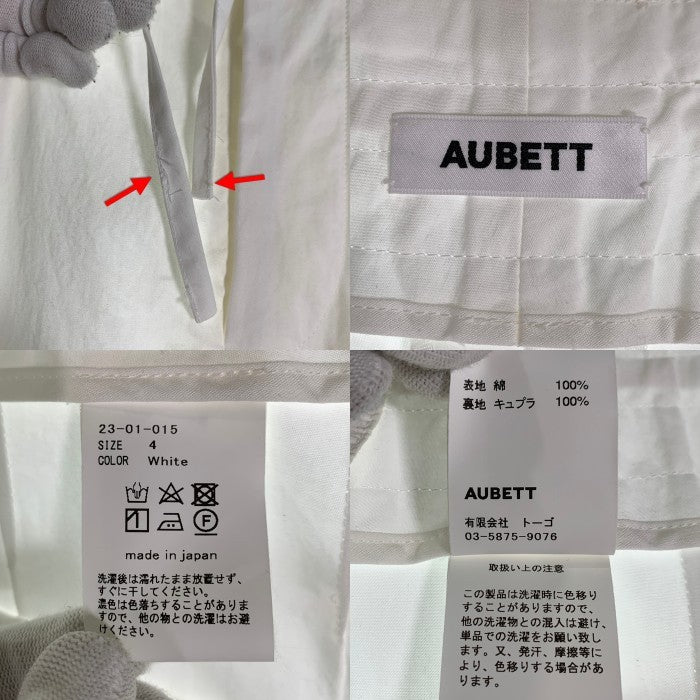 AUBETT
23-01-015
SIZE 4
COLOR White
made in japan
洗濯後は濡れたまま放置せず、
すぐに干してください。
濃色は色落ちすることがありま
すので、他の物との洗濯はお避
けください。
表地 綿 100%
裏地 キュプラ 100%
AUBETT
有限会社 トーゴ
03-5875-9076
取扱い上の注意
この製品は洗濯時に色移り
することがありますので、
他の洗濯物との混入は避け、
単品での洗濯をお願い致し
ます。又、発汗、摩擦等に
より、色移りする場合があ
ります。